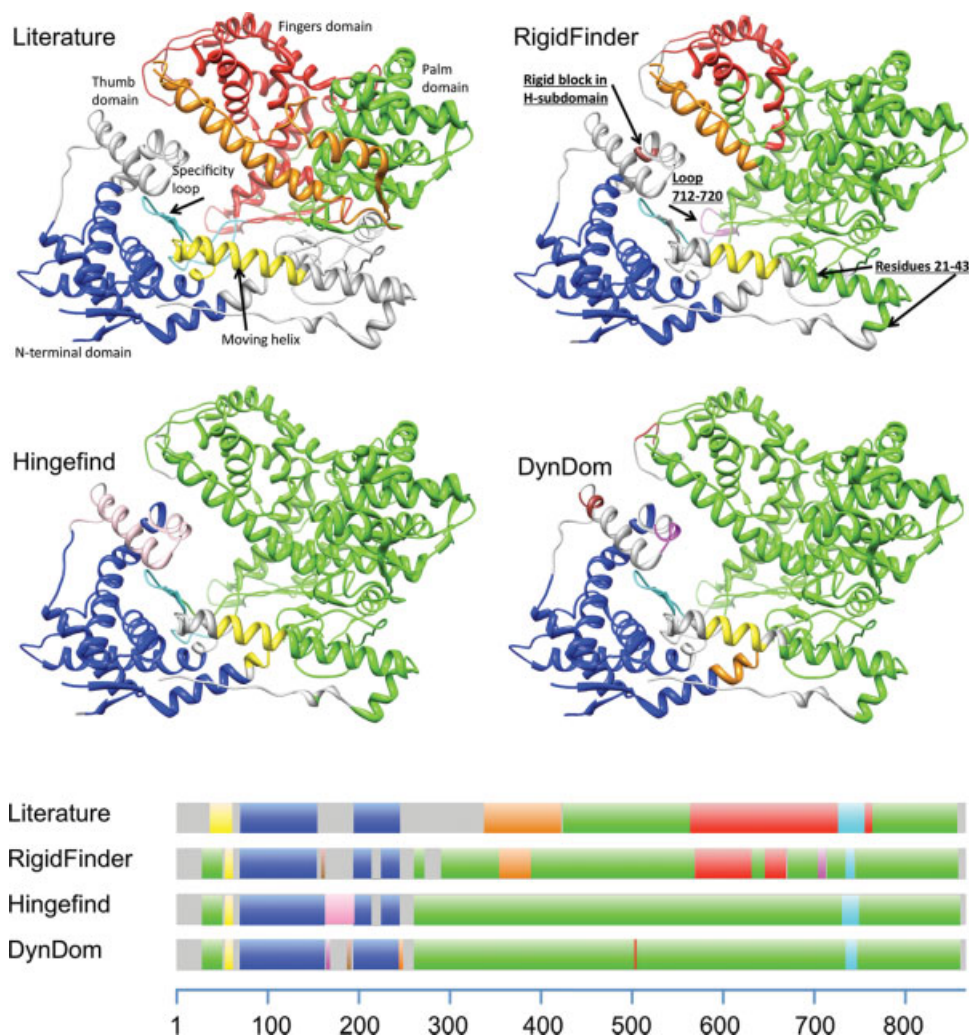 Literature
Fingers domain
Thumb
domain
Palm
domain
Specificity
loop
Moving helix
N-terminal domain
RigidFinder
Rigid block in
H-subdomain
Loop
712-720
Residues 21-43
Hingefind
DynDom
Literature
RigidFinder
Hingefind
DynDom
1 100 200 300 400 500 600 700 800